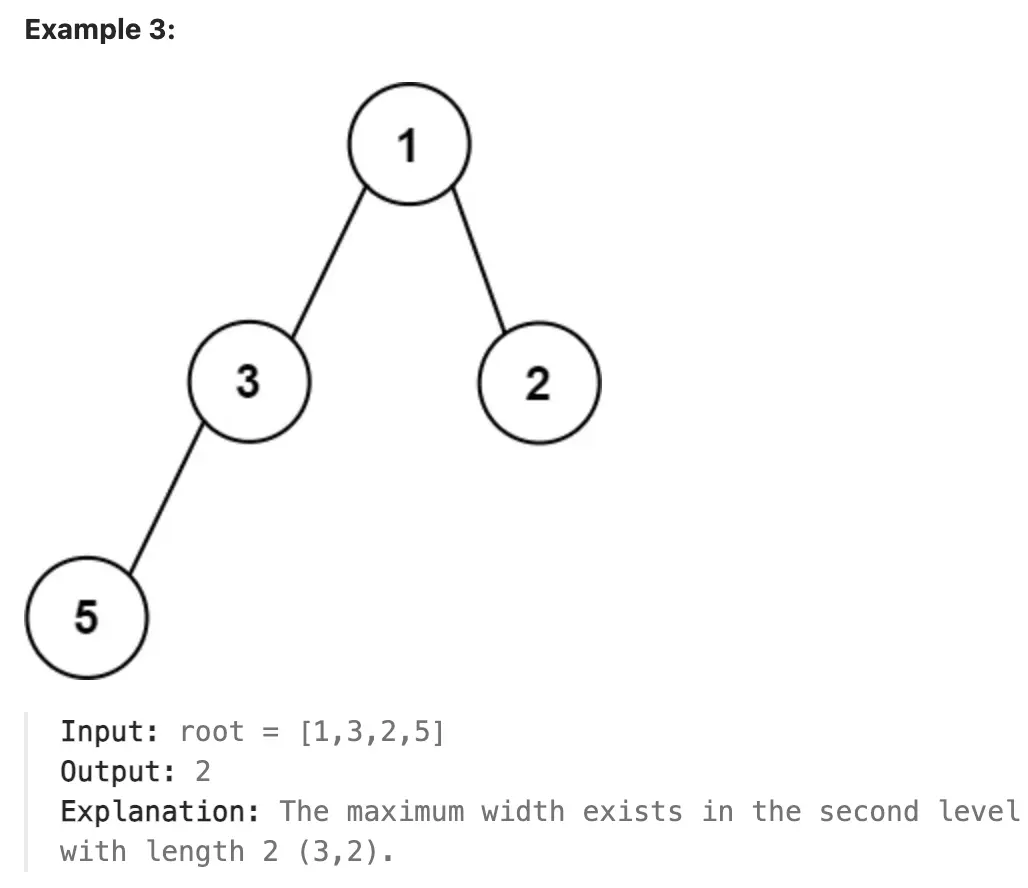 Example 3:
1
3
2
5
Input: root = [1,3,2,5]
Output: 2
Explanation: The maximum width exists in the second level
with length 2 (3,2).